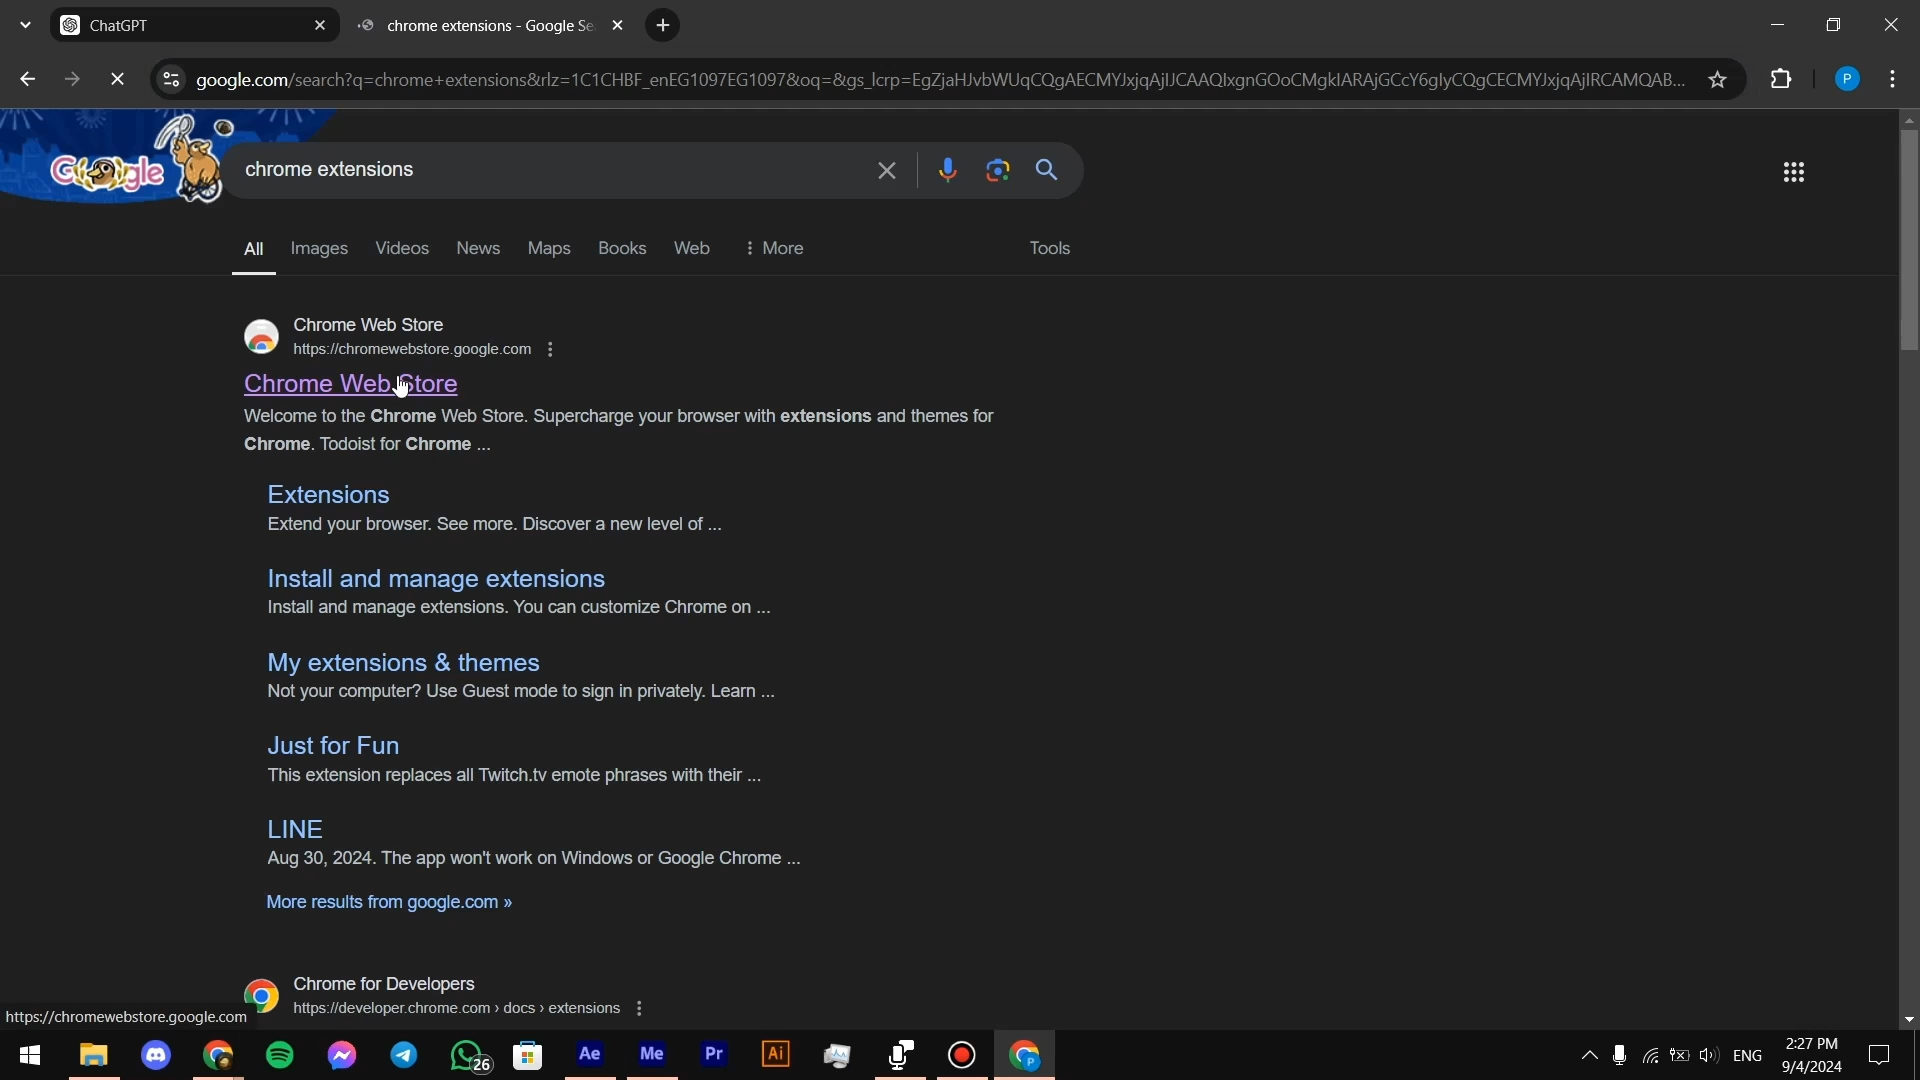 ChatGPT
chrome extensions - Google Se
google.com/search?q=chrome+extensions&rlz=1C1CHBF_enEG1097EG1097&oq=&gs_lcrp=EgZjaHJvbWUqCQgAECMYJxjqAjIJCAAQIxgnGOoCMgkIARAjGCcY6gIyCQgCECMYJxjqAjIRCAMQAB...
P
Google
chrome extensions
All
Images
Videos
News
Maps
Books
Web
More
Tools
Chrome Web Store
https://chromewebstore.google.com
Chrome Web Store
Welcome to the Chrome Web Store. Supercharge your browser with extensions and themes for
Chrome. Todoist for Chrome ...
Extensions
Extend your browser. See more. Discover a new level of ...
Install and manage extensions
Install and manage extensions. You can customize Chrome on ...
My extensions & themes
Not your computer? Use Guest mode to sign in privately. Learn ...
Just for Fun
This extension replaces all Twitch.tv emote phrases with their ...
LINE
Aug 30, 2024. The app won't work on Windows or Google Chrome ...
More results from google.com »
Chrome for Developers
https://developer.chrome.com › docs › extensions
https://chromewebstore.google.com
26
Ae
Me
Pr
Ai
P
ENG
2:27 PM
9/4/2024